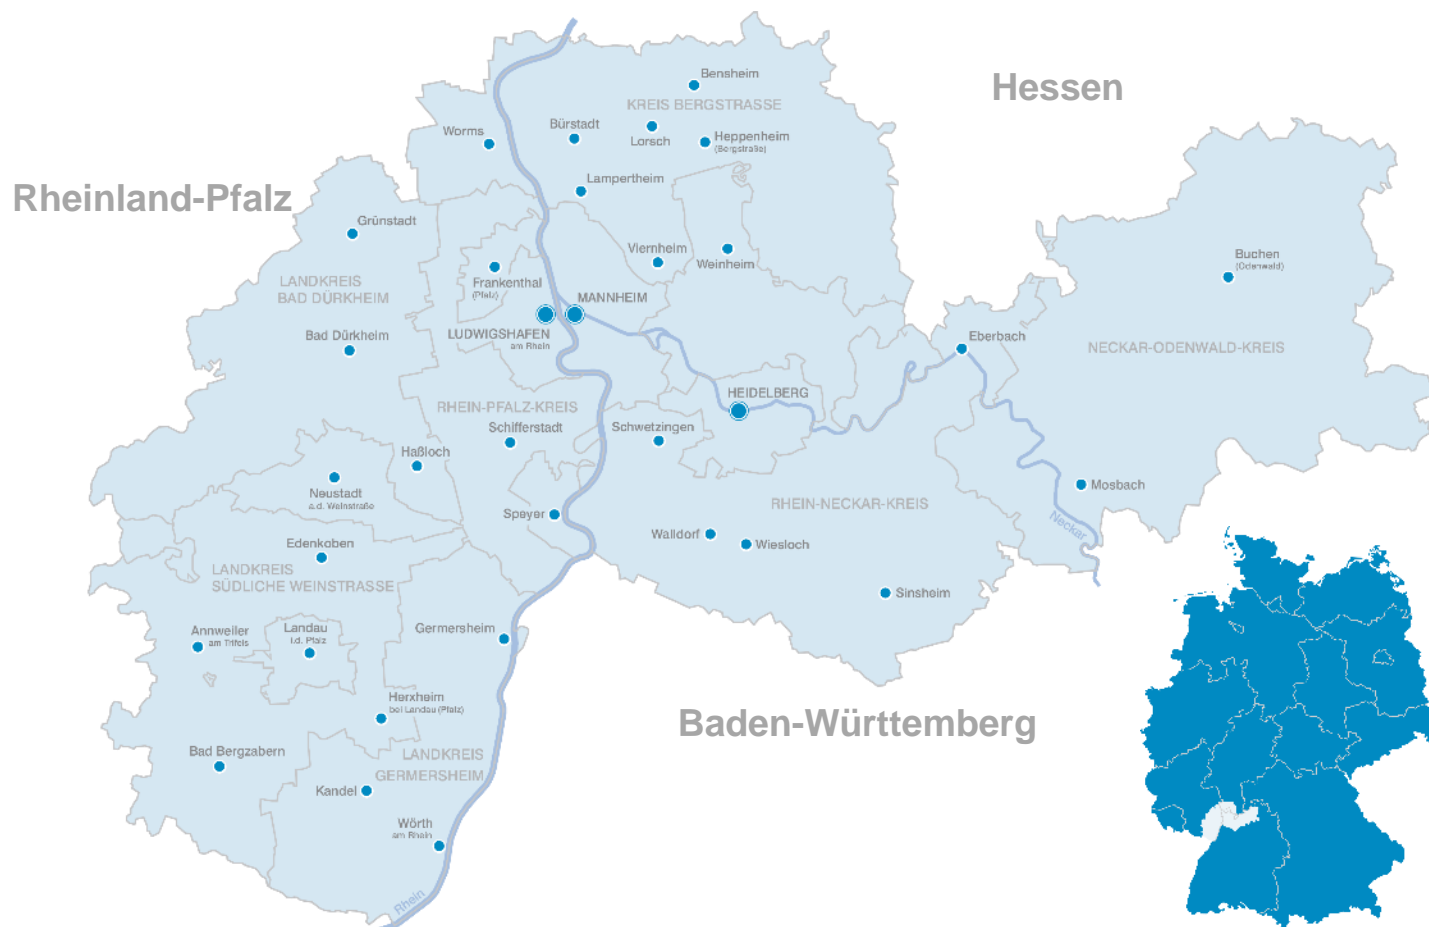 Hessen
Bensheim
KREIS BERGSTRASSE
Bürstadt
Worms
Lorsch
Heppenheim
(Bergstraße)
Rheinland-Pfalz
Lampertheim
Grünstadt
Viernheim
Weinheim
Buchen
(Odenwald)
LANDKREIS
BAD DÜRKHEIM
Frankenthal
(Pfalz)
MANNHEIM
Bad Dürkheim
LUDWIGSHAFEN
am Rhein
Eberbach
NECKAR-ODENWALD-KREIS
HEIDELBERG
RHEIN-PFALZ-KREIS
Schifferstadt
Schwetzingen
Haßloch
Neustadt
a.d. Weinstraße
Mosbach
RHEIN-NECKAR-KREIS
Speyer
Neckar
Walldorf
Wiesloch
Edenkoben
LANDKREIS
SÜDLICHE WEINSTRASSE
Sinsheim
Annweiler
am Trifels
Landau
i.d. Pfalz
Germersheim
Herxheim
bei Landau (Pfalz)
Baden-Württemberg
Bad Bergzabern
LANDKREIS
GERMERSHEIM
Kandel
Wörth
am Rhein
Rhein